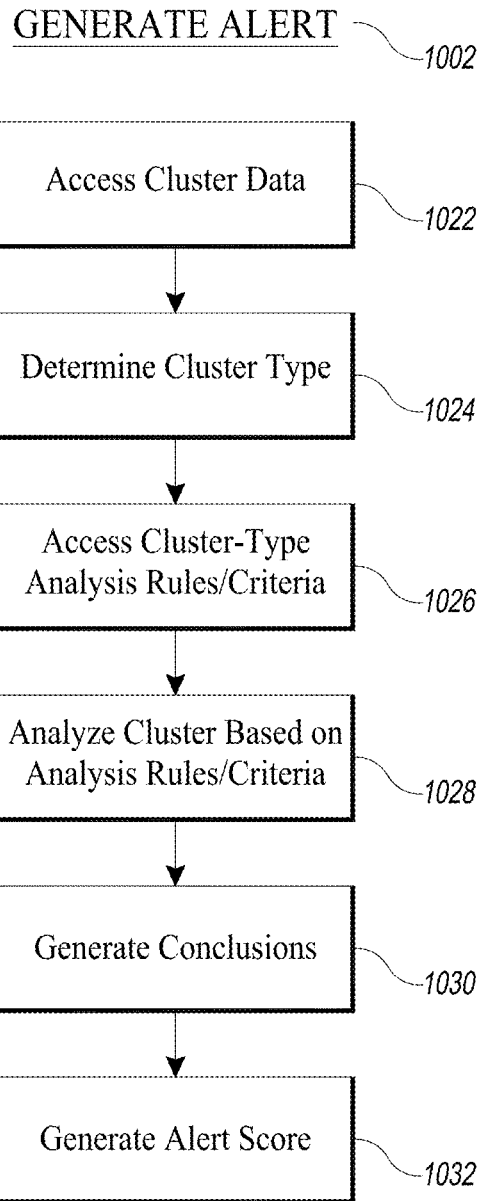 GENERATE ALERT
1002
Access Cluster Data
1022
Determine Cluster Type
1024
Access Cluster-Type
Analysis Rules/Criteria
1026
Analyze Cluster Based on
Analysis Rules/Criteria
1028
Generate Conclusions
1030
Generate Alert Score
1032